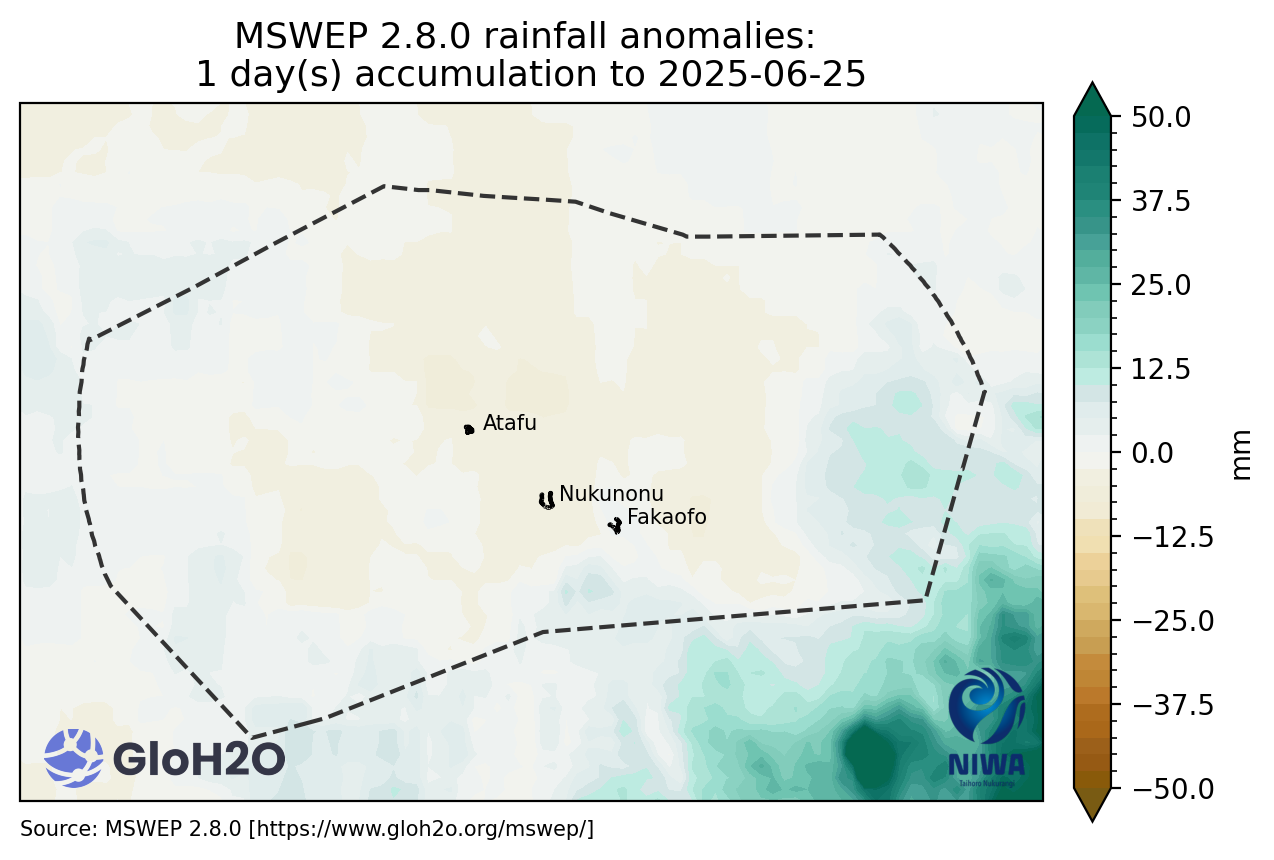 MSWEP 2.8.0 rainfall anomalies:
1 day(s) accumulation to 2025-06-25
50.0
37.5
25.0
12.5
0.0
−12.5
−25.0
−37.5
−50.0
mm
Atafu
Nukunonu
Fakaofo
GloH2O
NIWA
Taihoro Nukurangi
Source: MSWEP 2.8.0 [https://www.gloh2o.org/mswep/]